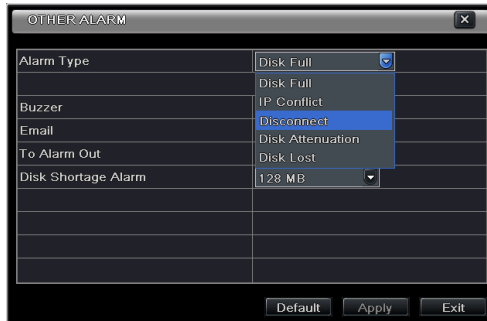 OTHER ALARM
Alarm Type
Disk Full
Disk Full
IP Conflict
Buzzer
Disconnect
Email
Disk Attenuation
To Alarm Out
Disk Lost
Disk Shortage Alarm
128 MB
Default
Apply
Exit